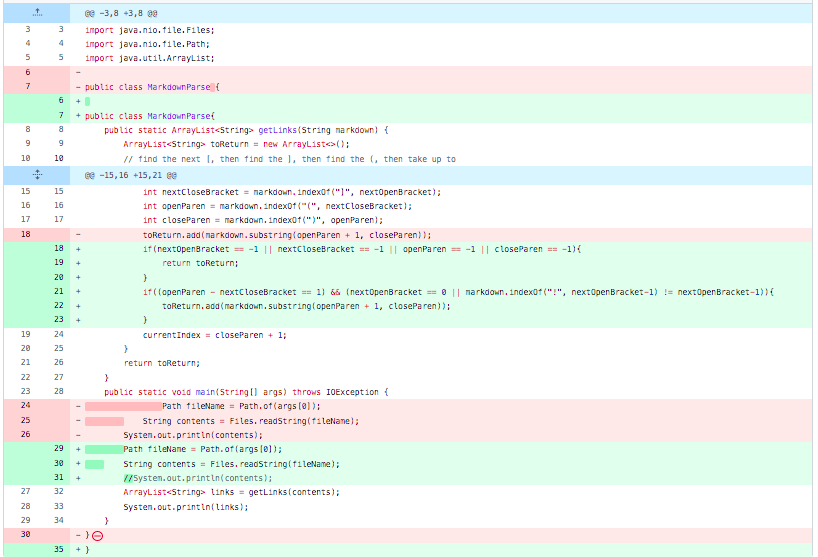 @@ -3,8 +3,8 @@
3 3 import java.nio.file.Files;
4 4 import java.nio.file.Path;
5 5 import java.util.ArrayList;
6 -
7 - public class MarkdownParse {
6 +
7 + public class MarkdownParse{
8 8 public static ArrayList<String> getLinks(String markdown) {
9 9 ArrayList<String> toReturn = new ArrayList<>();
10 10 // find the next [, then find the ], then find the (, then take up to
@@ -15,16 +15,21 @@
15 15 int nextCloseBracket = markdown.indexOf("]", nextOpenBracket);
16 16 int openParen = markdown.indexOf("(", nextCloseBracket);
17 17 int closeParen = markdown.indexOf(")", openParen);
18 - toReturn.add(markdown.substring(openParen + 1, closeParen));
18 + if(nextOpenBracket == -1 || nextCloseBracket == -1 || openParen == -1 || closeParen == -1){
19 + return toReturn;
20 + }
21 + if((openParen - nextCloseBracket == 1) && (nextOpenBracket == 0 || markdown.indexOf("!", nextOpenBracket-1) != nextOpenBracket-1)){
22 + toReturn.add(markdown.substring(openParen + 1, closeParen));
23 + }
19 24 currentIndex = closeParen + 1;
20 25 }
21 26 return toReturn;
22 27 }
23 28 public static void main(String[] args) throws IOException {
24 - Path fileName = Path.of(args[0]);
25 - String contents = Files.readString(fileName);
26 - System.out.println(contents);
29 + Path fileName = Path.of(args[0]);
30 + String contents = Files.readString(fileName);
31 + //System.out.println(contents);
27 32 ArrayList<String> links = getLinks(contents);
28 33 System.out.println(links);
29 34 }
30 - }
35 + }